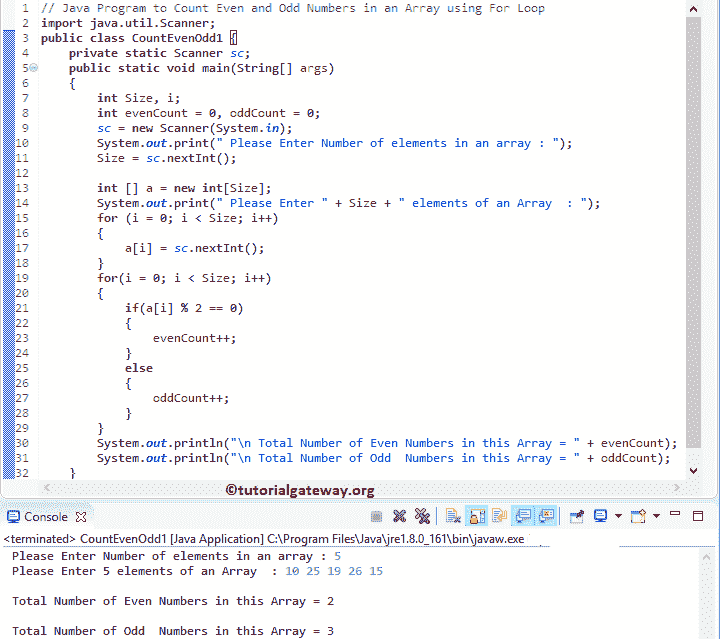 1 // Java Program to Count Even and Odd Numbers in an Array using For Loop
2 import java.util.Scanner;
3 public class CountEvenOdd1 {
4     private static Scanner sc;
5     public static void main(String[] args)
6     {
7         int Size, i;
8         int evenCount = 0, oddCount = 0;
9         sc = new Scanner(System.in);
10         System.out.print(" Please Enter Number of elements in an array : ");
11         Size = sc.nextInt();
12
13         int [] a = new int[Size];
14         System.out.print(" Please Enter " + Size + " elements of an Array  : ");
15         for (i = 0; i < Size; i++)
16         {
17             a[i] = sc.nextInt();
18         }
19         for(i = 0; i < Size; i++)
20         {
21             if(a[i] % 2 == 0)
22             {
23                 evenCount++;
24             }
25             else
26             {
27                 oddCount++;
28             }
29         }
30         System.out.println("\n Total Number of Even Numbers in this Array = " + evenCount);
31         System.out.println("\n Total Number of Odd  Numbers in this Array = " + oddCount);
32     }
©tutorialgateway.org
Console
<terminated> CountEvenOdd1 [Java Application] C:\Program Files\Java\jre1.8.0_161\bin\javaw.exe
Please Enter Number of elements in an array : 5
Please Enter 5 elements of an Array  : 10 25 19 26 15
Total Number of Even Numbers in this Array = 2
Total Number of Odd  Numbers in this Array = 3